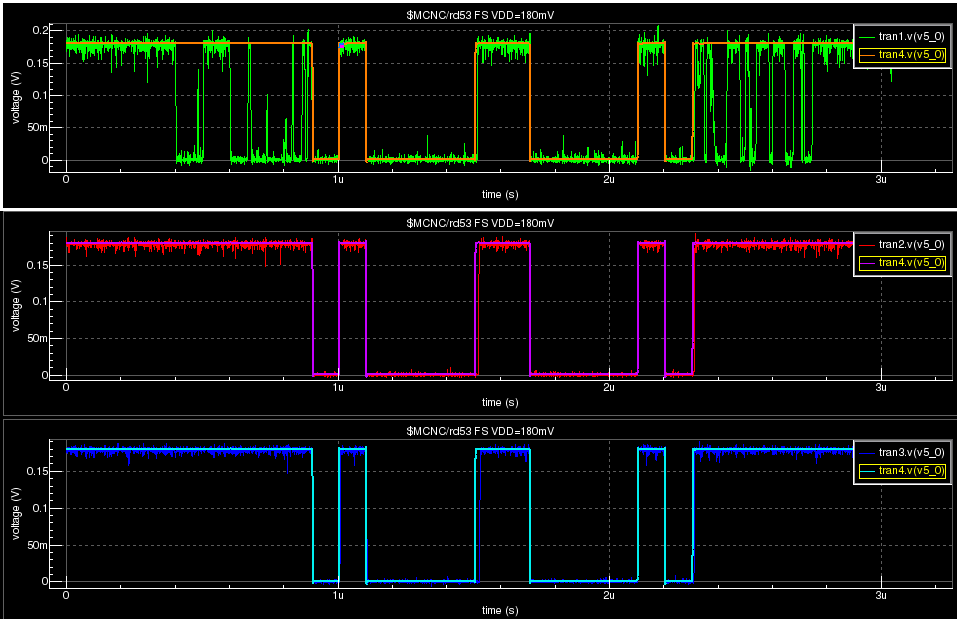 $MCNC/rd53 FS VDD=180mV
tran1.v(v5_0)
tran4.v(v5_0)
voltage (V)
0.2
0.15
0.1
50m
0
0 1u 2u 3u
time (s)
$MCNC/rd53 FS VDD=180mV
tran2.v(v5_0)
tran4.v(v5_0)
voltage (V)
0.15
0.1
50m
0
0 1u 2u 3u
time (s)
$MCNC/rd53 FS VDD=180mV
tran3.v(v5_0)
tran4.v(v5_0)
voltage (V)
0.15
0.1
50m
0
0 1u 2u 3u
time (s)